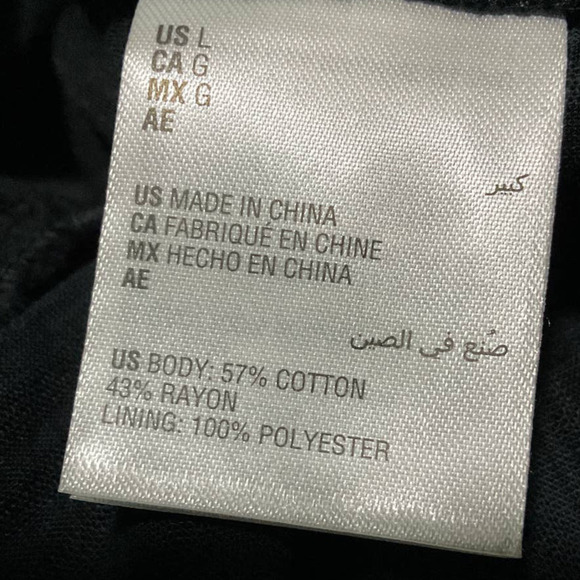 US L
CA G
MX G
AE
كبير
US MADE IN CHINA
CA FABRIQUÉ EN CHINE
MX HECHO EN CHINA
AE
صُنع في الصين
US BODY: 57% COTTON
43% RAYON
LINING: 100% POLYESTER